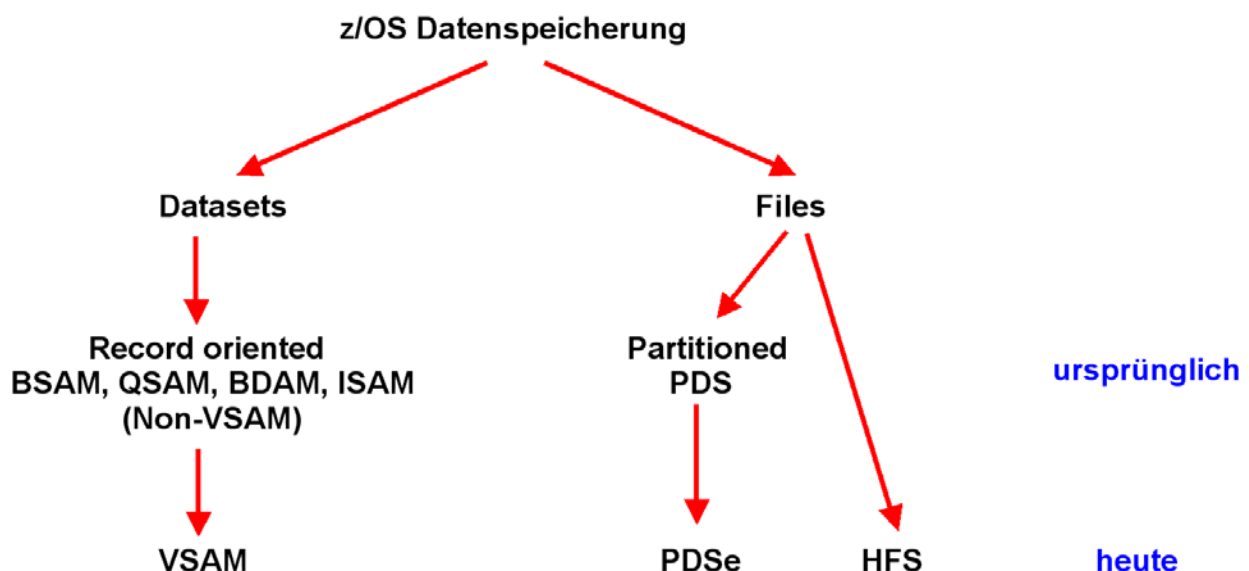 z/OS Datenspeicherung
Datasets
Files
Record oriented
BSAM, QSAM, BDAM, ISAM
(Non-VSAM)
Partitioned
PDS
ursprünglich
VSAM
PDSe
HFS
heute